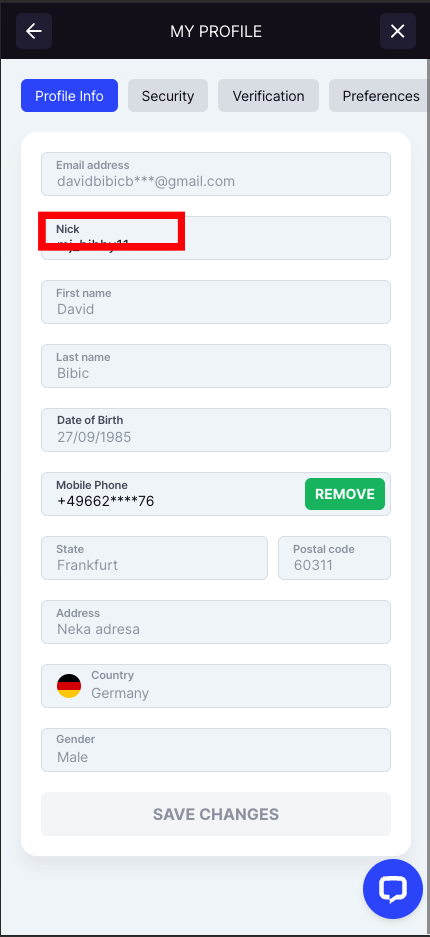 MY PROFILE
Profile Info
Security
Verification
Preferences
Email address
davidbibicb***@gmail.com
Nick
First name
David
Last name
Bibic
Date of Birth
27/09/1985
Mobile Phone
+49662****76
REMOVE
State
Frankfurt
Postal code
60311
Address
Neka adresa
Country
Germany
Gender
Male
SAVE CHANGES